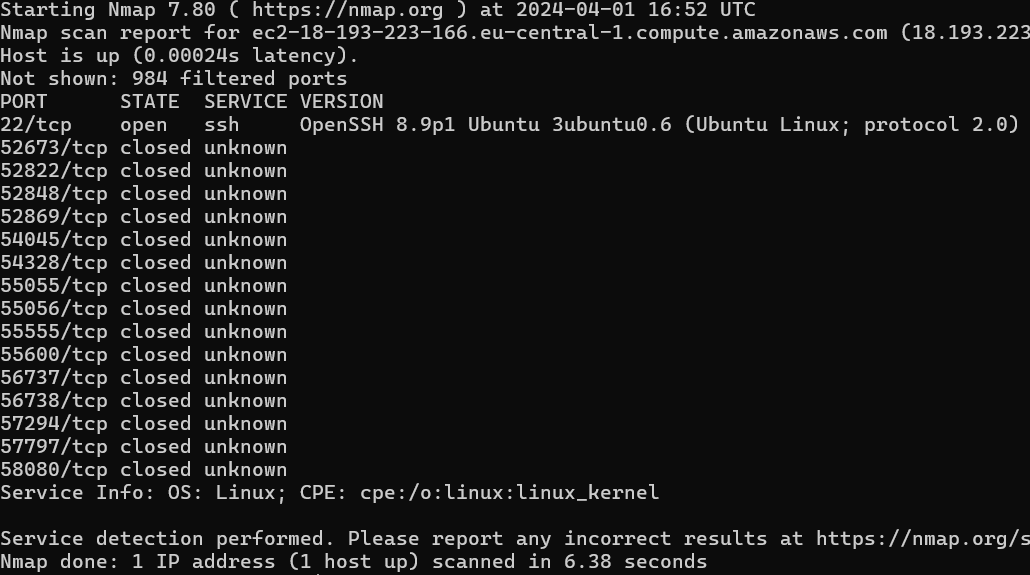 Starting Nmap 7.80 ( https://nmap.org ) at 2024-04-01 16:52 UTC
Nmap scan report for ec2-18-193-223-166.eu-central-1.compute.amazonaws.com (18.193.223
Host is up (0.00024s latency).
Not shown: 984 filtered ports
PORT      STATE  SERVICE VERSION
22/tcp    open   ssh     OpenSSH 8.9p1 Ubuntu 3ubuntu0.6 (Ubuntu Linux; protocol 2.0)
52673/tcp closed unknown
52822/tcp closed unknown
52848/tcp closed unknown
52869/tcp closed unknown
54045/tcp closed unknown
54328/tcp closed unknown
55055/tcp closed unknown
55056/tcp closed unknown
55555/tcp closed unknown
55600/tcp closed unknown
56737/tcp closed unknown
56738/tcp closed unknown
57294/tcp closed unknown
57797/tcp closed unknown
58080/tcp closed unknown
Service Info: OS: Linux; CPE: cpe:/o:linux:linux_kernel
Service detection performed. Please report any incorrect results at https://nmap.org/s
Nmap done: 1 IP address (1 host up) scanned in 6.38 seconds